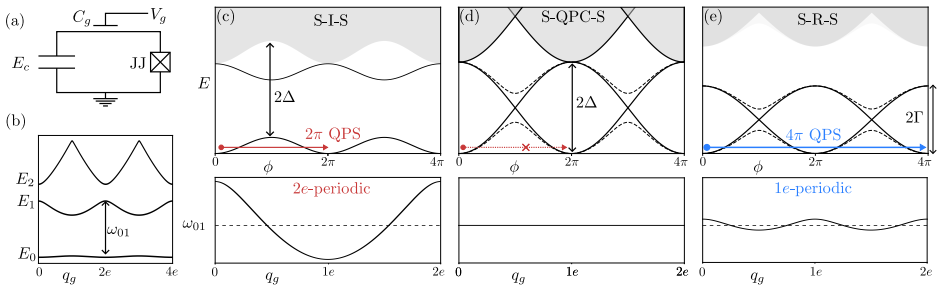 (a)
C_g
V_g
E_c
JJ
(b)
E_2
E_1
E_0
ω_01
0 2e 4e
q_g
(c)
S-I-S
E
2Δ
2π QPS
0 2π 4π
ϕ
2e-periodic
ω_01
0 1e 2e
q_g
(d)
S-QPC-S
2Δ
0 2π 4π
ϕ
0 1e 2e
q_g
(e)
S-R-S
4π QPS
2Γ
0 2π 4π
ϕ
1e-periodic
0 1e 2e
q_g